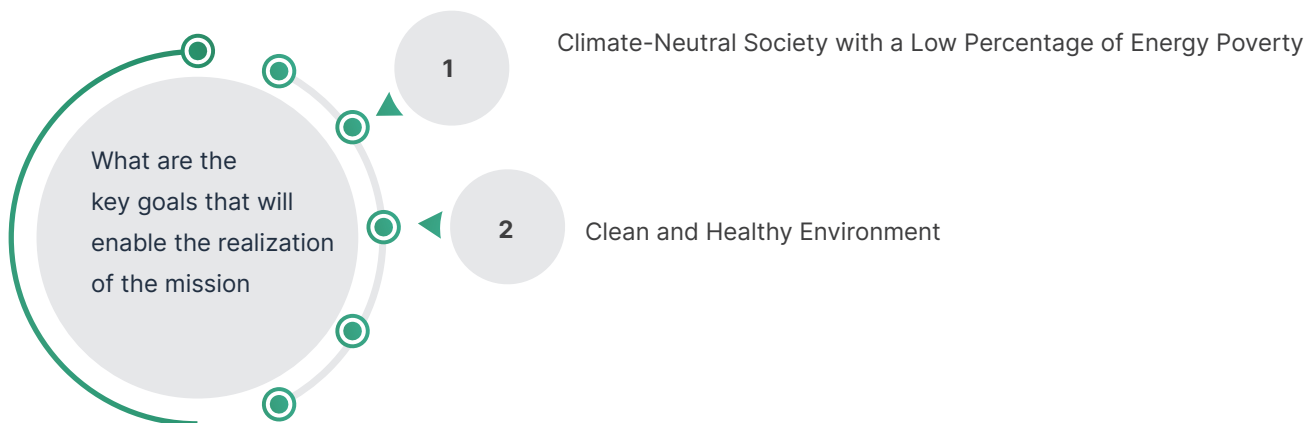 What are the
key goals that will
enable the realization
of the mission
1
Climate-Neutral Society with a Low Percentage of Energy Poverty
2
Clean and Healthy Environment